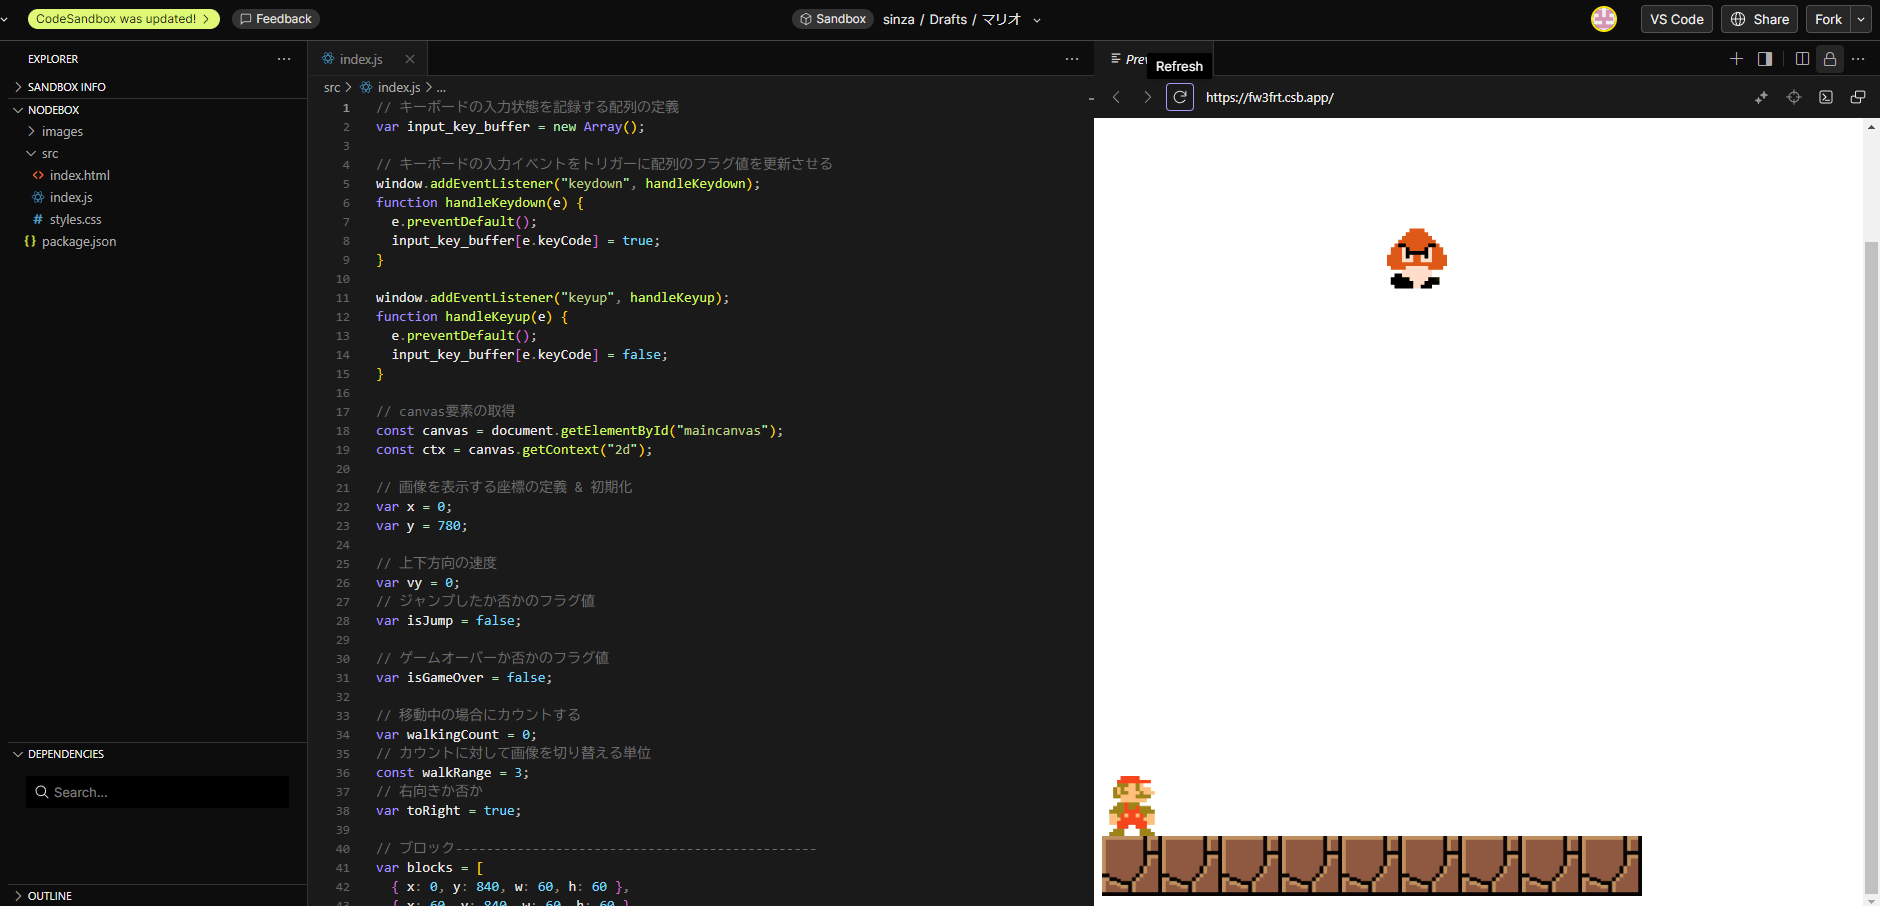 CodeSandbox was updated!
Feedback
Sandbox
sinza / Drafts / マリオ
VS Code
Share
Fork
EXPLORER
SANDBOX INFO
NODEBOX
images
src
index.html
index.js
styles.css
package.json
DEPENDENCIES
Search...
OUTLINE
index.js
src > index.js > ...
1 // キーボードの入力状態を記録する配列の定義
2 var input_key_buffer = new Array();
3
4 // キーボードの入力イベントをトリガーに配列のフラグ値を更新させる
5 window.addEventListener("keydown", handleKeydown);
6 function handleKeydown(e) {
7 e.preventDefault();
8 input_key_buffer[e.keyCode] = true;
9 }
10
11 window.addEventListener("keyup", handleKeyup);
12 function handleKeyup(e) {
13 e.preventDefault();
14 input_key_buffer[e.keyCode] = false;
15 }
16
17 // canvas要素の取得
18 const canvas = document.getElementById("maincanvas");
19 const ctx = canvas.getContext("2d");
20
21 // 画像を表示する座標の定義 & 初期化
22 var x = 0;
23 var y = 780;
24
25 // 上下方向の速度
26 var vy = 0;
27 // ジャンプしたか否かのフラグ値
28 var isJump = false;
29
30 // ゲームオーバーか否かのフラグ値
31 var isGameOver = false;
32
33 // 移動中の場合にカウントする
34 var walkingCount = 0;
35 // カウントに対して画像を切り替える単位
36 const walkRange = 3;
37 // 右向きか否か
38 var toRight = true;
39
40 // ブロック-----------------------------------------------
41 var blocks = [
42 { x: 0, y: 840, w: 60, h: 60 },
43 { x: 60, y: 840, w: 60, h: 60 },
Prev
Refresh
https://fw3frt.csb.app/